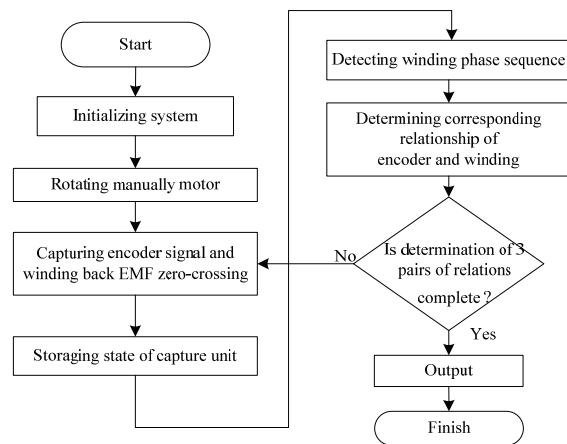 Start
Initializing system
Rotating manually motor
Capturing encoder signal and
winding back EMF zero-crossing
Storaging state of capture unit
Detecting winding phase sequence
Determining corresponding
relationship of
encoder and winding
Is determination of 3
pairs of relations
complete ?
No
Yes
Output
Finish